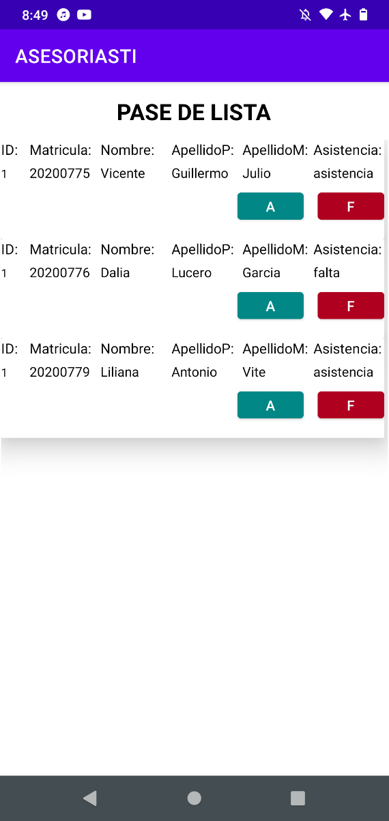 8:49
ASESORIASTI
PASE DE LISTA
ID: Matricula: Nombre: ApellidoP: ApellidoM: Asistencia:
1 20200775 Vicente Guillermo Julio asistencia
A F
ID: Matricula: Nombre: ApellidoP: ApellidoM: Asistencia:
1 20200776 Dalia Lucero Garcia falta
A F
ID: Matricula: Nombre: ApellidoP: ApellidoM: Asistencia:
1 20200779 Liliana Antonio Vite asistencia
A F